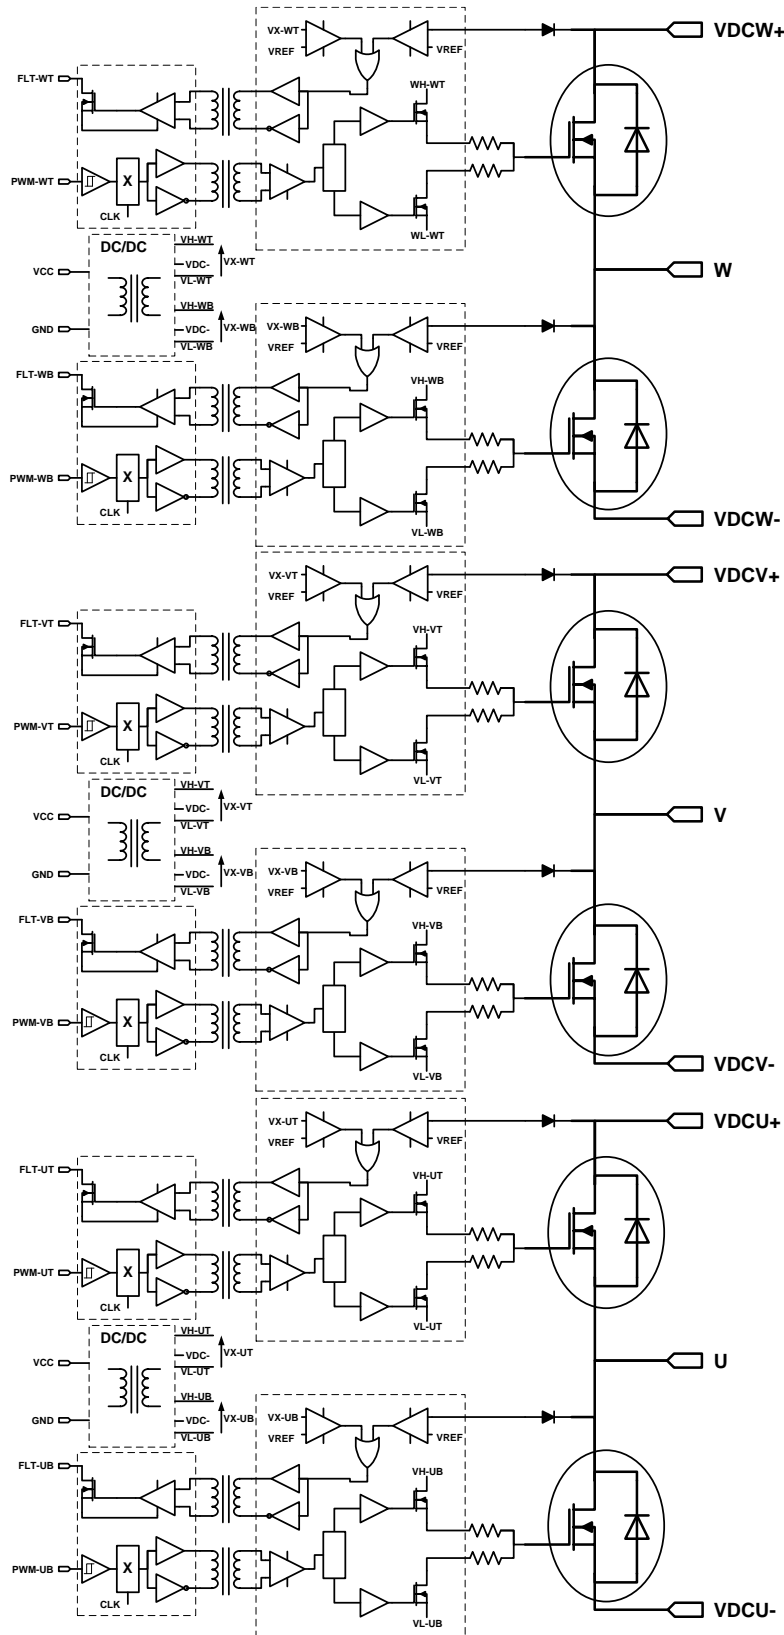 VX-WT
VREF
VREF
VDCW+
FLT-WT
WH-WT
PWM-WT
X
CLK
WL-WT
DC/DC
VH-WT
VCC
VDC-
VX-WT
VL-WT
W
VH-WB
GND
VDC-
VX-WB
VL-WB
VX-WB
VREF
VREF
FLT-WB
VH-WB
PWM-WB
X
CLK
VL-WB
VDCW-
VX-VT
VREF
VREF
VDCV+
FLT-VT
VH-VT
PWM-VT
X
CLK
VL-VT
DC/DC
VH-VT
VCC
VDC-
VX-VT
VL-VT
V
VH-VB
GND
VDC-
VX-VB
VL-VB
VX-VB
VREF
VREF
FLT-VB
VH-VB
PWM-VB
X
CLK
VL-VB
VDCV-
VX-UT
VREF
VREF
VDCU+
FLT-UT
VH-UT
PWM-UT
X
CLK
VL-UT
DC/DC
VH-UT
VCC
VDC-
VX-UT
VL-UT
U
VH-UB
GND
VDC-
VX-UB
VL-UB
VX-UB
VREF
VREF
FLT-UB
VH-UB
PWM-UB
X
CLK
VL-UB
VDCU-